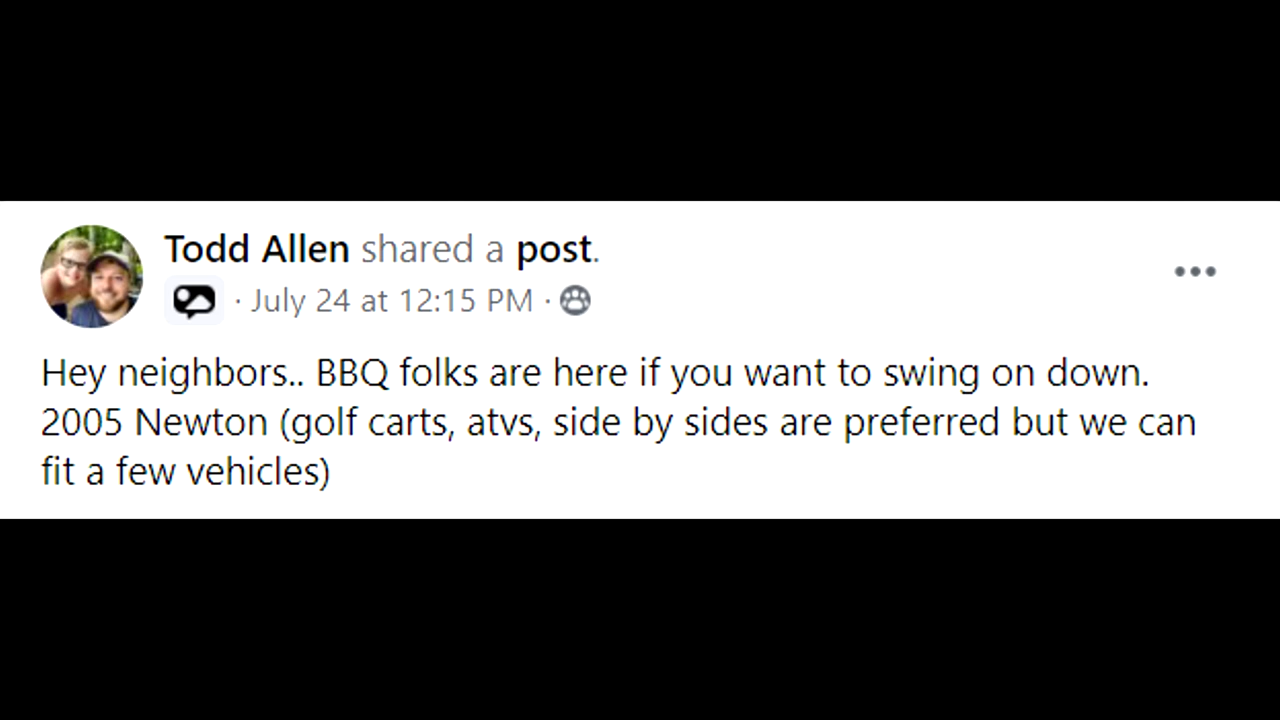 Todd Allen shared a post.
· July 24 at 12:15 PM ·
Hey neighbors.. BBQ folks are here if you want to swing on down.
2005 Newton (golf carts, atvs, side by sides are preferred but we can
fit a few vehicles)